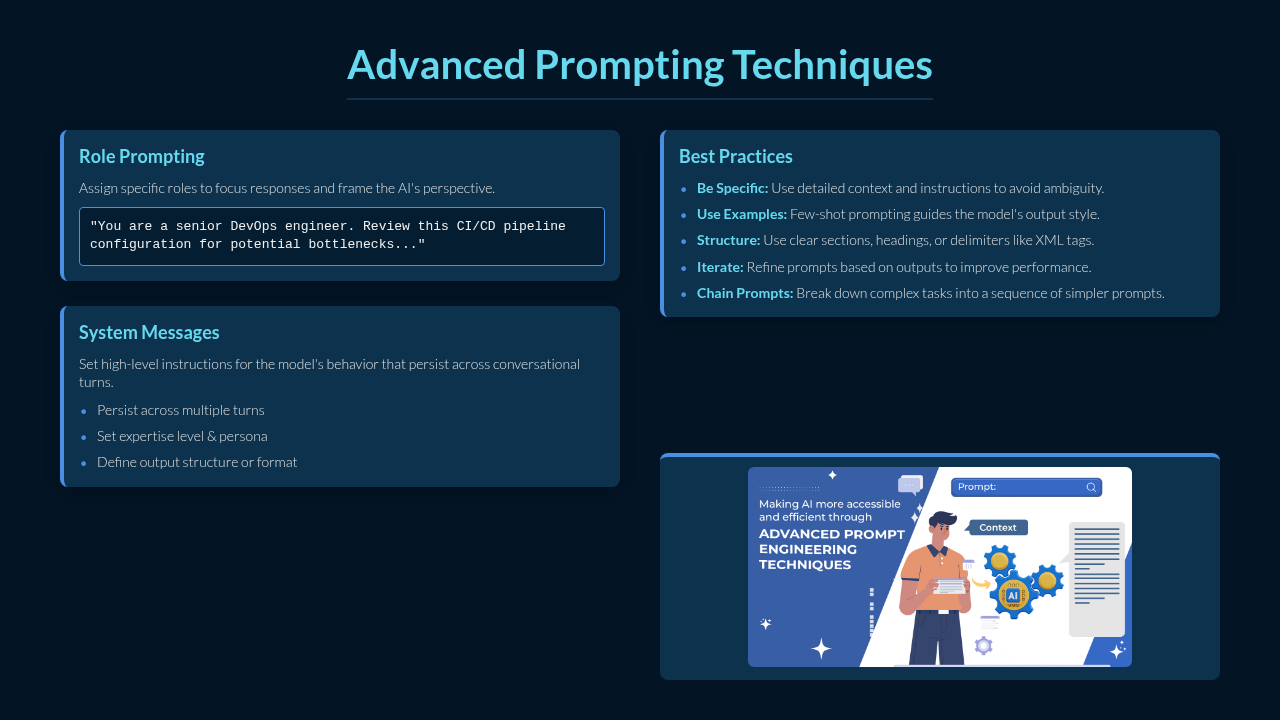 Advanced Prompting Techniques
Role Prompting
Assign specific roles to focus responses and frame the AI's perspective.
"You are a senior DevOps engineer. Review this CI/CD pipeline
configuration for potential bottlenecks..."
System Messages
Set high-level instructions for the model's behavior that persist across conversational
turns.
• Persist across multiple turns
• Set expertise level & persona
• Define output structure or format
Best Practices
• Be Specific: Use detailed context and instructions to avoid ambiguity.
• Use Examples: Few-shot prompting guides the model's output style.
• Structure: Use clear sections, headings, or delimiters like XML tags.
• Iterate: Refine prompts based on outputs to improve performance.
• Chain Prompts: Break down complex tasks into a sequence of simpler prompts.
Making AI more accessible
and efficient through
ADVANCED PROMPT
ENGINEERING
TECHNIQUES
Prompt:
Context
AI